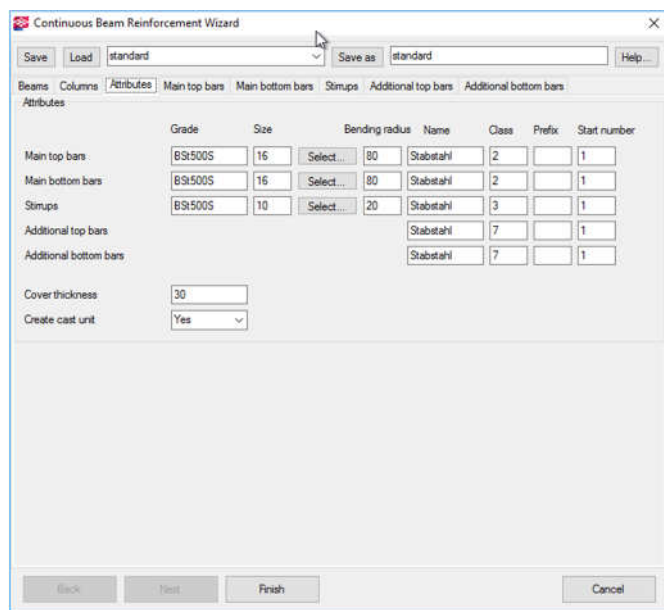 Continuous Beam Reinforcement Wizard
Save Load standard Save as standard Help...
Beams Columns Attributes Main top bars Main bottom bars Stirrups Additional top bars Additional bottom bars
Attributes
Grade Size Bending radius Name Class Prefix Start number
Main top bars BSt500S 16 Select... 80 Stabstahl 2 1
Main bottom bars BSt500S 16 Select... 80 Stabstahl 2 1
Stirrups BSt500S 10 Select... 20 Stabstahl 3 1
Additional top bars Stabstahl 7 1
Additional bottom bars Stabstahl 7 1
Cover thickness 30
Create cast unit Yes
Back Next Finish Cancel